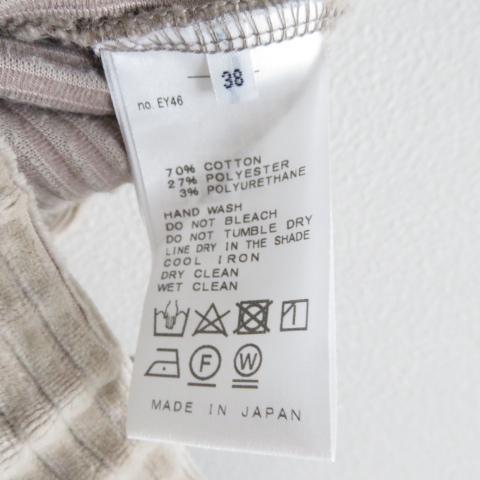 38
no. EY46
70% COTTON
27% POLYESTER
3% POLYURETHANE
HAND WASH
DO NOT BLEACH
DO NOT TUMBLE DRY
LINE DRY IN THE SHADE
COOL IRON
DRY CLEAN
WET CLEAN
F W
MADE IN JAPAN